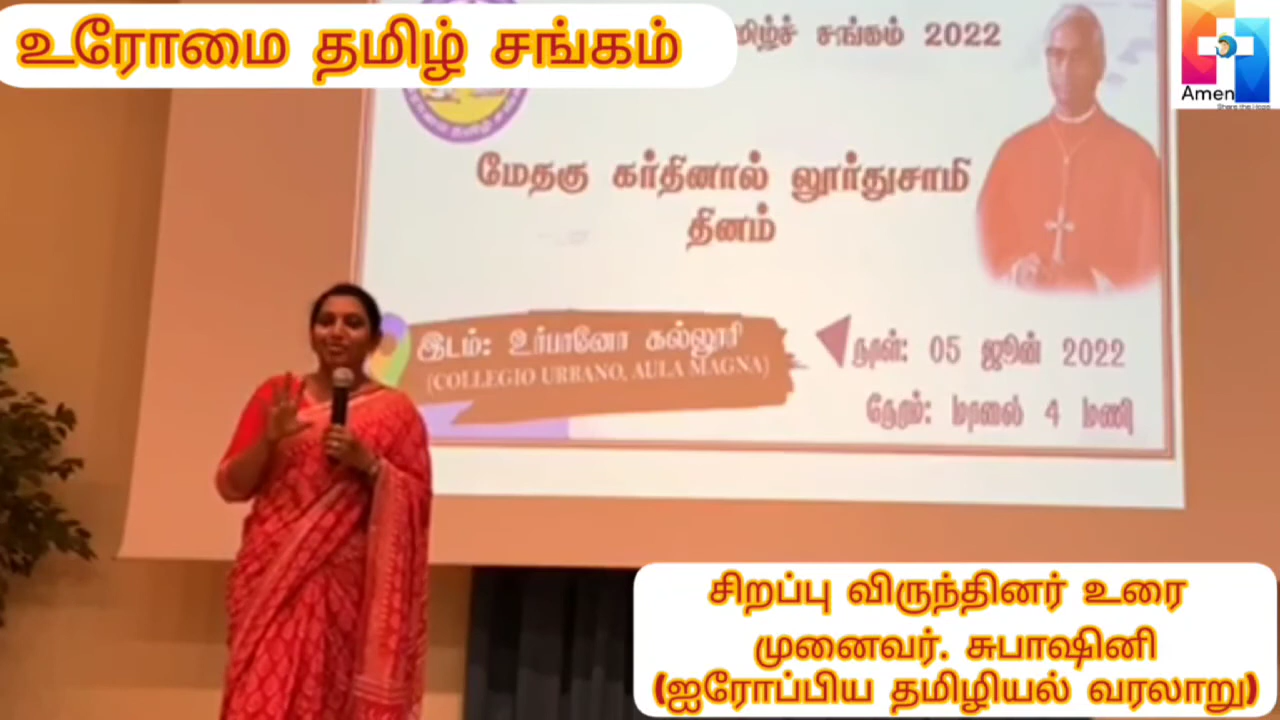 உரோமை தமிழ் சங்கம்
சங்கம் 2022
Amen
மேதகு கர்தினால் லூர்துசாமி
தினம்
இடம்: உர்பானோ கல்லூரி
(COLLEGIO URBANO, AULA MAGNA)
நாள்: 05 ஜூன் 2022
நேரம்: மாலை 4 மணி
சிறப்பு விருந்தினர் உரை
முனைவர். சுபாஷினி
(ஐரோப்பிய தமிழியல் வரலாறு)